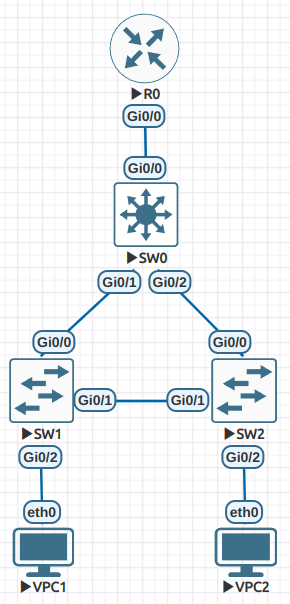 R0
Gi0/0
Gi0/0
SW0
Gi0/1 Gi0/2
Gi0/0 Gi0/0
Gi0/1 Gi0/1
SW1 SW2
Gi0/2 Gi0/2
eth0 eth0
VPC1 VPC2